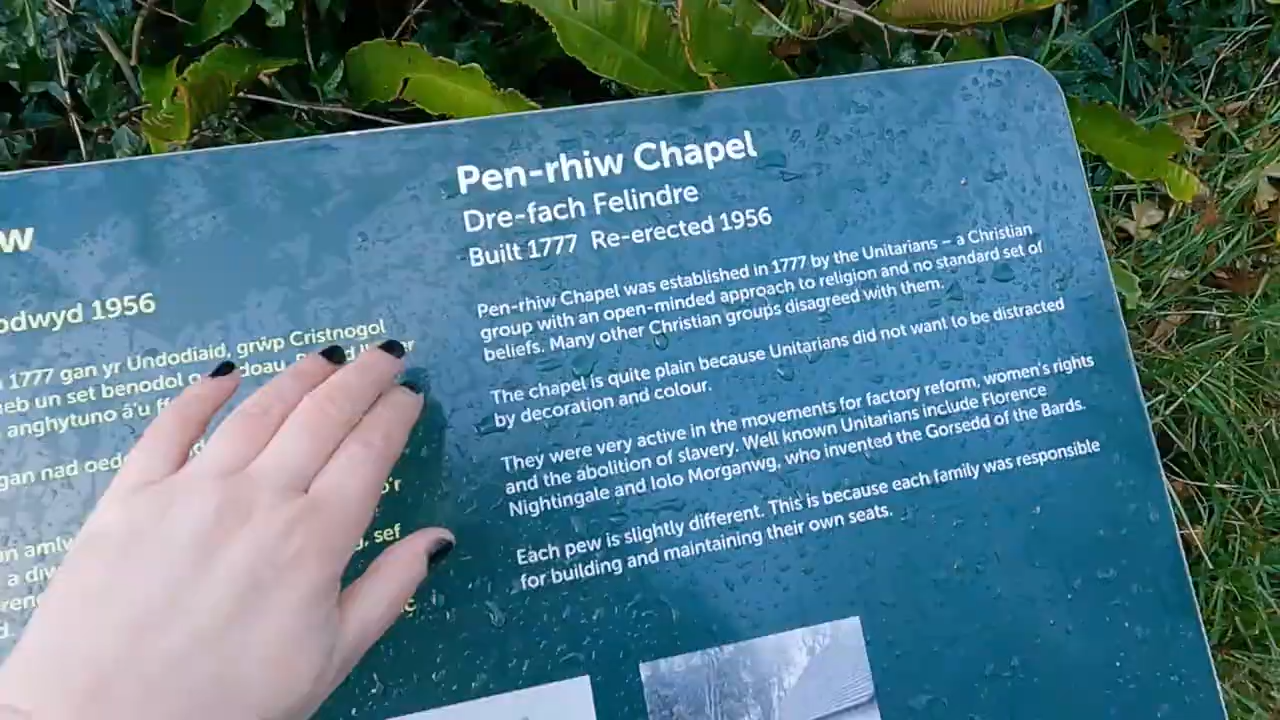 w
odwyd 1956
1777 gan yr Undodiaid, grŵp Cristnogol
un set benodol
anghytuno â'u
gan nad oedd
sef
a
Pen-rhiw Chapel
Dre-fach Felindre
Built 1777 Re-erected 1956
Pen-rhiw Chapel was established in 1777 by the Unitarians – a Christian
group with an open-minded approach to religion and no standard set of
beliefs. Many other Christian groups disagreed with them.
The chapel is quite plain because Unitarians did not want to be distracted
by decoration and colour.
They were very active in the movements for factory reform, women's rights
and the abolition of slavery. Well known Unitarians include Florence
Nightingale and Iolo Morganwg, who invented the Gorsedd of the Bards.
Each pew is slightly different. This is because each family was responsible
for building and maintaining their own seats.